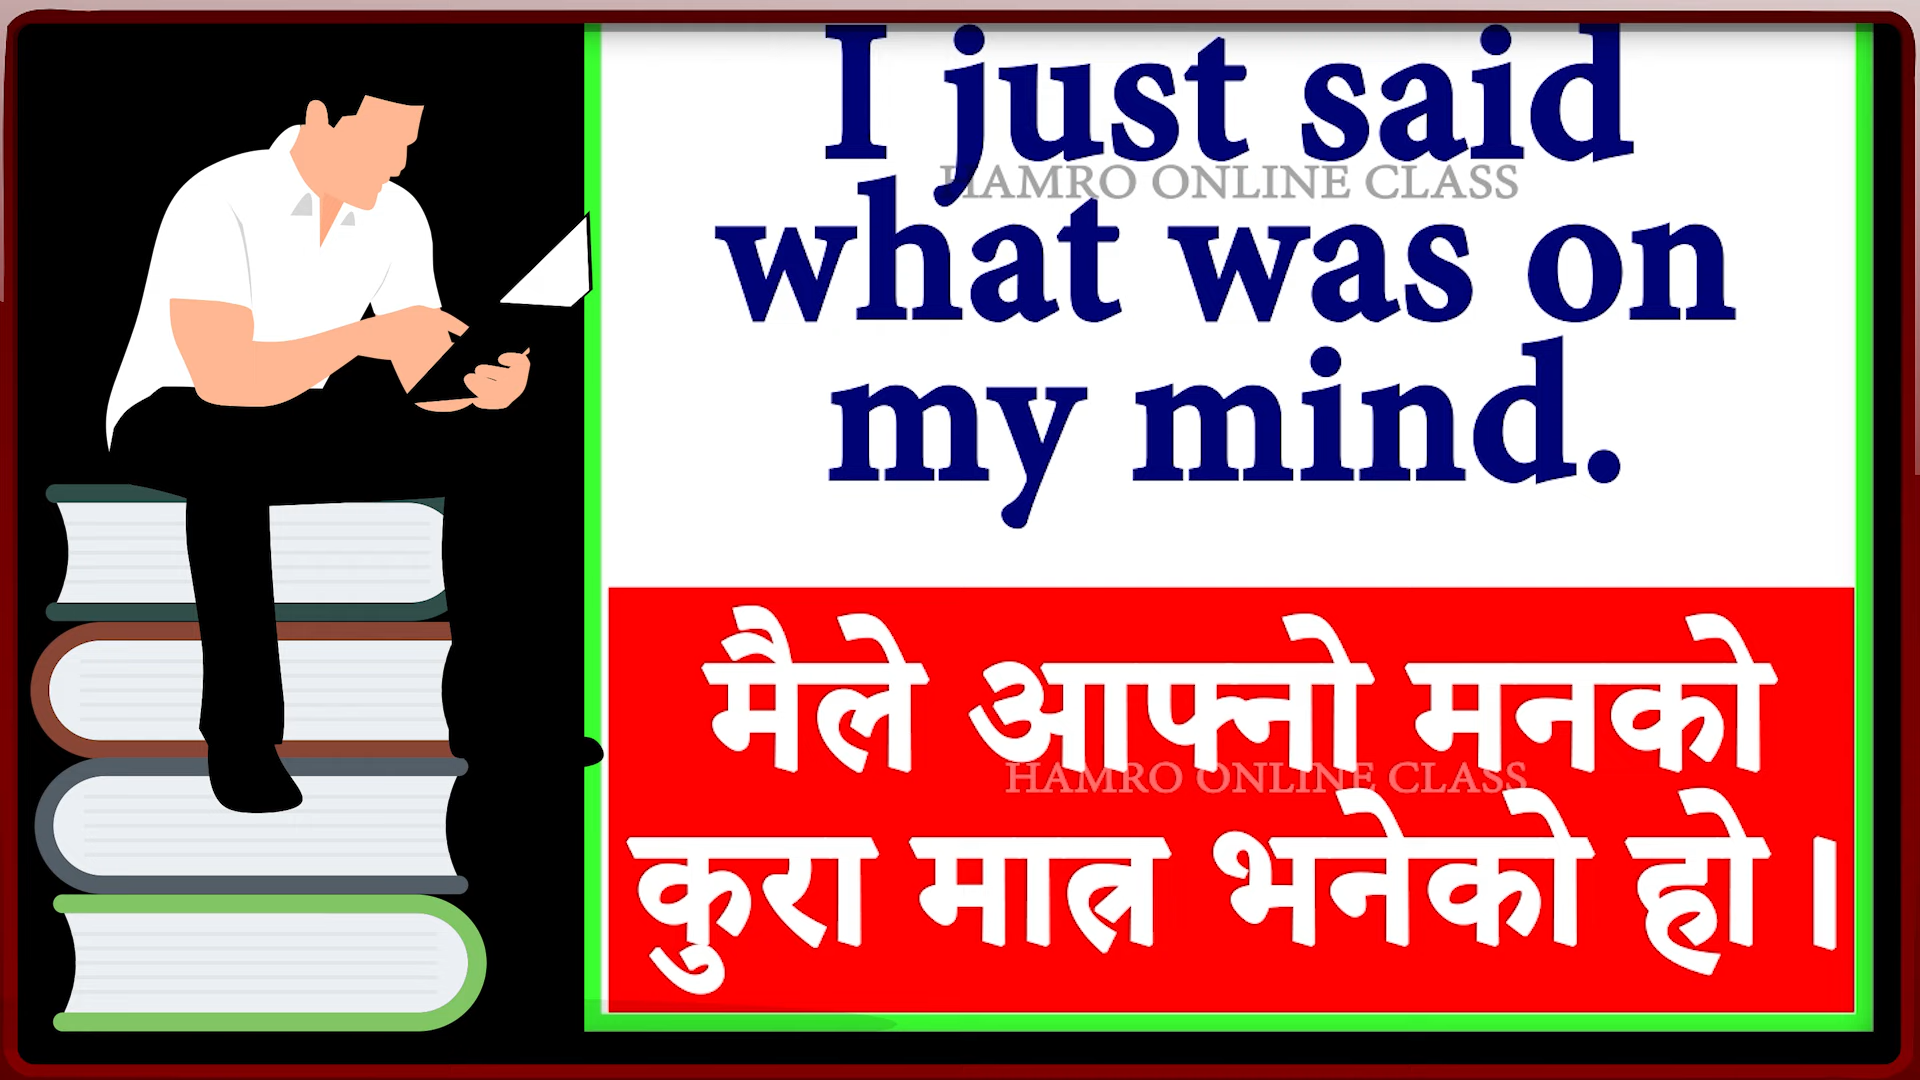 I just said
HAMRO ONLINE CLASS
what was on
my mind.
मैले आफ्नो मनको
HAMRO ONLINE CLASS
कुरा मात्र भनेको हो ।